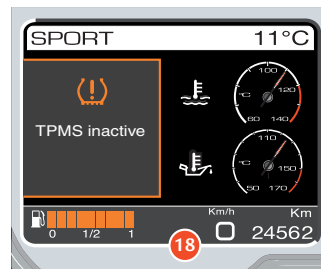 SPORT 11°C
TPMS inactive
100
°C 120
60 140
110
°C 150
50 170
0 1/2 1
18
Km/h
0
Km
24562